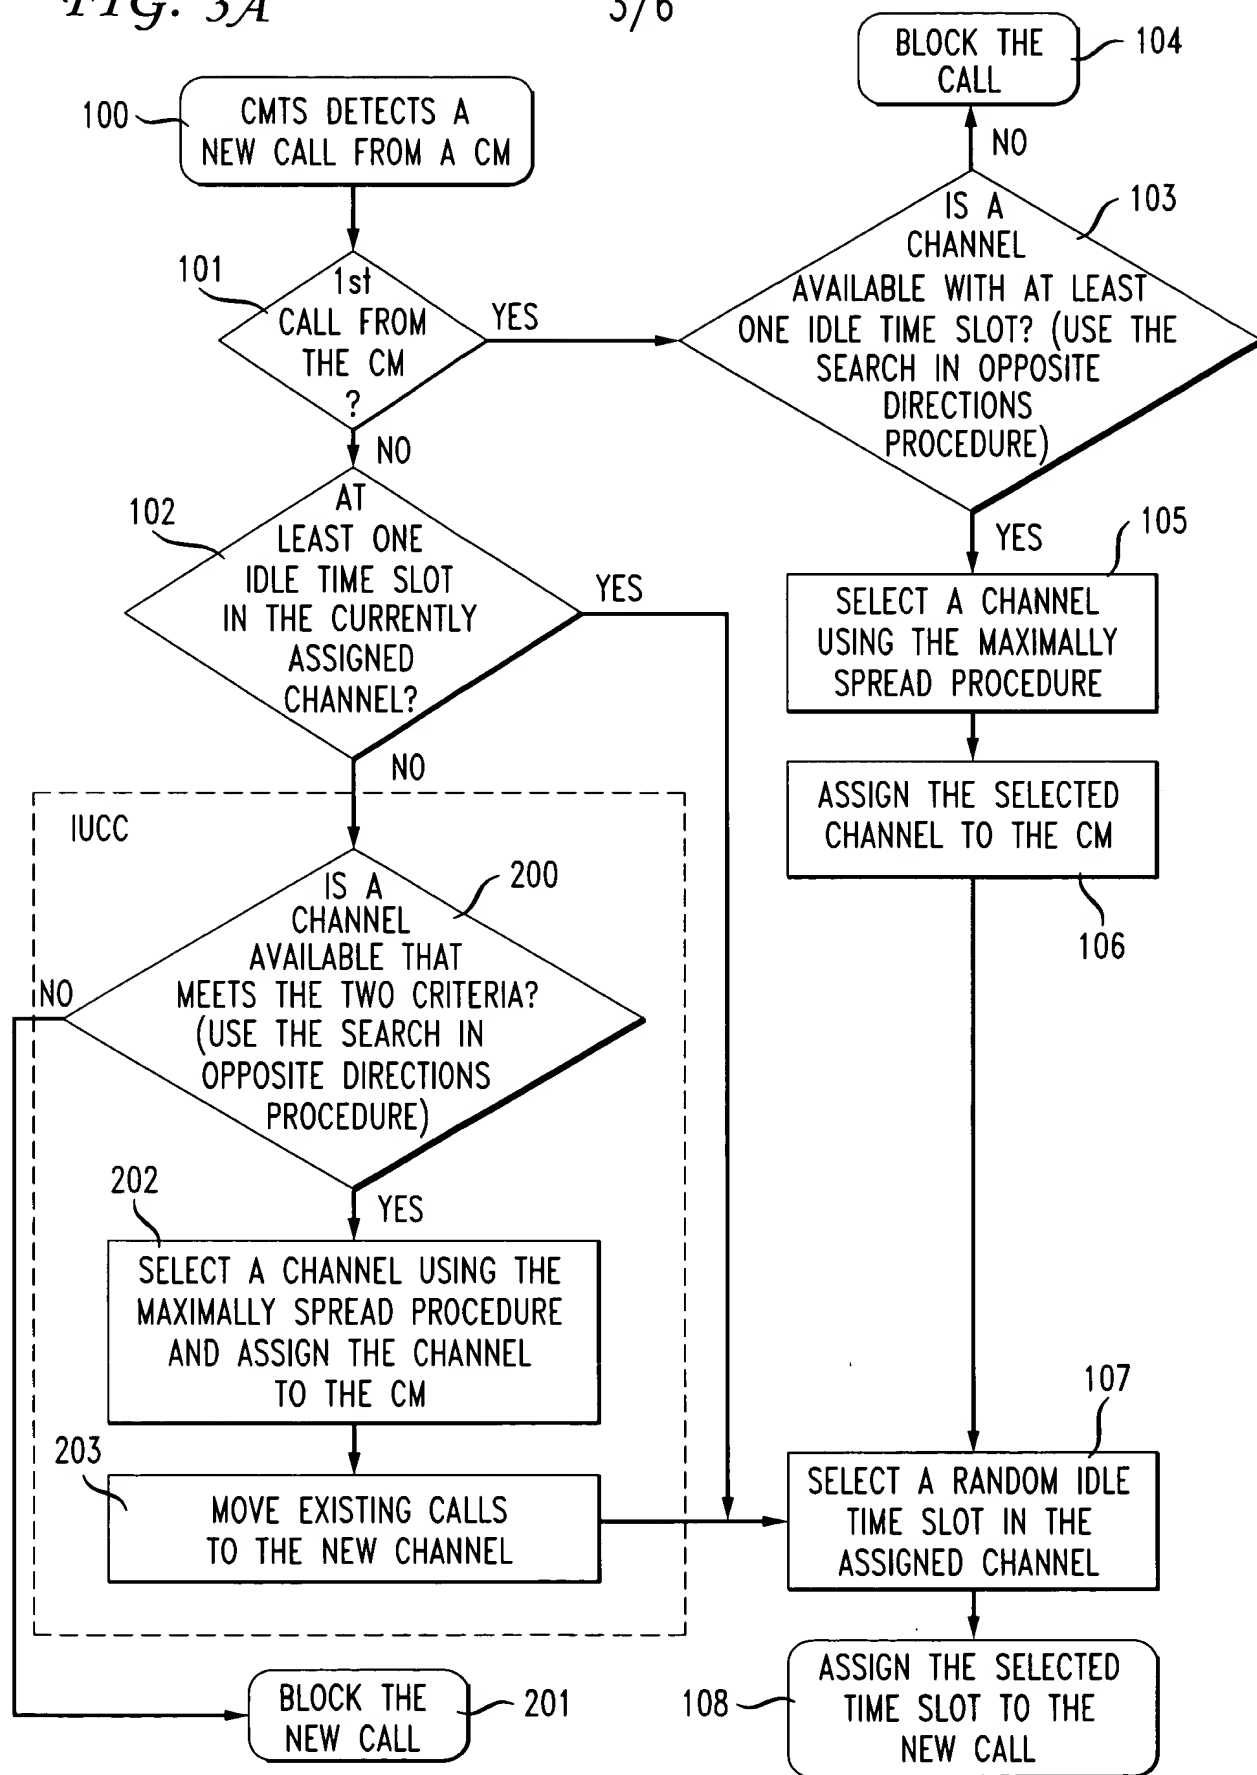 FIG. 3A
3/6
100
CMTS DETECTS A
NEW CALL FROM A CM
101
1st
CALL FROM
THE CM
?
YES
NO
102
AT
LEAST ONE
IDLE TIME SLOT
IN THE CURRENTLY
ASSIGNED
CHANNEL?
YES
NO
IUCC
200
IS A
CHANNEL
AVAILABLE THAT
MEETS THE TWO CRITERIA?
(USE THE SEARCH IN
OPPOSITE DIRECTIONS
PROCEDURE)
NO
YES
202
SELECT A CHANNEL USING THE
MAXIMALLY SPREAD PROCEDURE
AND ASSIGN THE CHANNEL
TO THE CM
203
MOVE EXISTING CALLS
TO THE NEW CHANNEL
BLOCK THE
NEW CALL
201
BLOCK THE
CALL
104
NO
103
IS A
CHANNEL
AVAILABLE WITH AT LEAST
ONE IDLE TIME SLOT? (USE THE
SEARCH IN OPPOSITE
DIRECTIONS
PROCEDURE)
YES
105
SELECT A CHANNEL
USING THE MAXIMALLY
SPREAD PROCEDURE
ASSIGN THE SELECTED
CHANNEL TO THE CM
106
107
SELECT A RANDOM IDLE
TIME SLOT IN THE
ASSIGNED CHANNEL
108
ASSIGN THE SELECTED
TIME SLOT TO THE
NEW CALL